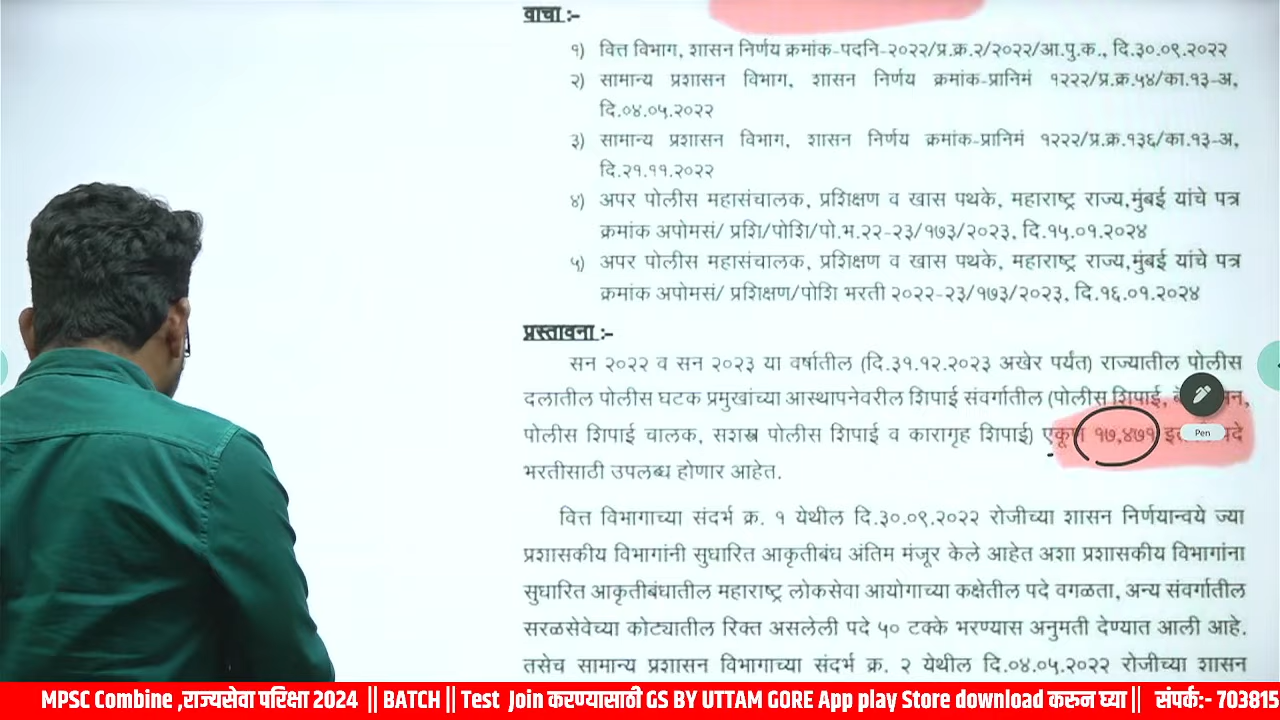 वाचा :-
१) वित्त विभाग, शासन निर्णय क्रमांक-पदनि-२०२२/प्र.क्र.२/२०२२/आ.पु.क., दि.३०.०९.२०२२
२) सामान्य प्रशासन विभाग, शासन निर्णय क्रमांक-प्रानिमं १२२२/प्र.क्र.५४/का.१३-अ,
दि.०४.०५.२०२२
३) सामान्य प्रशासन विभाग, शासन निर्णय क्रमांक-प्रानिमं १२२२/प्र.क्र.१३६/का.१३-अ,
दि.२१.११.२०२२
४) अपर पोलीस महासंचालक, प्रशिक्षण व खास पथके, महाराष्ट्र राज्य,मुंबई यांचे पत्र
क्रमांक अपोमसं/ प्रशि/पोशि/पो.भ.२२-२३/१७३/२०२३, दि.१५.०१.२०२४
५) अपर पोलीस महासंचालक, प्रशिक्षण व खास पथके, महाराष्ट्र राज्य,मुंबई यांचे पत्र
क्रमांक अपोमसं/ प्रशिक्षण/पोशि भरती २०२२-२३/१७३/२०२३, दि.१६.०१.२०२४
प्रस्तावना :-
सन २०२२ व सन २०२३ या वर्षातील (दि.३१.१२.२०२३ अखेर पर्यंत) राज्यातील पोलीस
दलातील पोलीस घटक प्रमुखांच्या आस्थापनेवरील शिपाई संवर्गातील (पोलीस शिपाई,
पोलीस शिपाई चालक, सशस्त्र पोलीस शिपाई व कारागृह शिपाई) एकूण १७,४७१ पदे
Pen
भरतीसाठी उपलब्ध होणार आहेत.
वित्त विभागाच्या संदर्भ क्र. १ येथील दि.३०.०९.२०२२ रोजीच्या शासन निर्णयान्वये ज्या
प्रशासकीय विभागांनी सुधारित आकृतीबंध अंतिम मंजूर केले आहेत अशा प्रशासकीय विभागांना
सुधारित आकृतीबंधातील महाराष्ट्र लोकसेवा आयोगाच्या कक्षेतील पदे वगळता, अन्य संवर्गातील
सरळसेवेच्या कोट्यातील रिक्त असलेली पदे ५० टक्के भरण्यास अनुमती देण्यात आली आहे.
तसेच सामान्य प्रशासन विभागाच्या संदर्भ क्र. २ येथील दि.०४.०५.२०२२ रोजीच्या शासन
MPSC Combine ,राज्यसेवा परिक्षा 2024 || BATCH || Test Join करण्यासाठी GS BY UTTAM GORE App play Store download करुन घ्या || संपर्क:- 703815